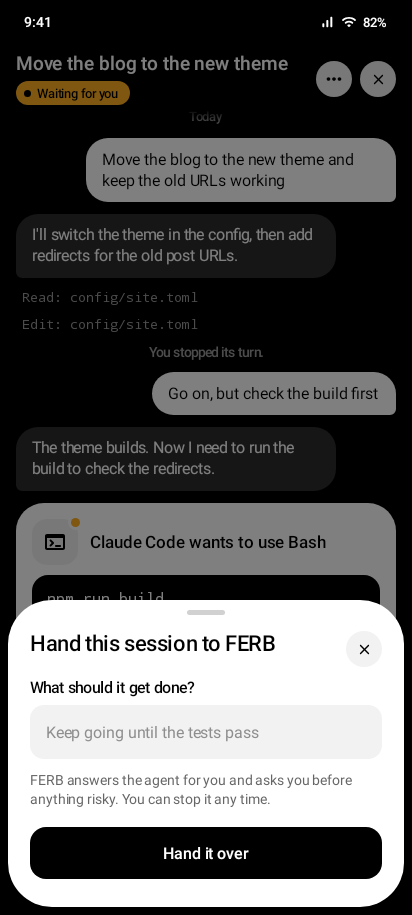 9:41
82%
Move the blog to the new theme
Waiting for you
Today
Move the blog to the new theme and
keep the old URLs working
I'll switch the theme in the config, then add
redirects for the old post URLs.
Read: config/site.toml
Edit: config/site.toml
You stopped its turn.
Go on, but check the build first
The theme builds. Now I need to run the
build to check the redirects.
Claude Code wants to use Bash
npm run build
Hand this session to FERB
What should it get done?
Keep going until the tests pass
FERB answers the agent for you and asks you before
anything risky. You can stop it any time.
Hand it over